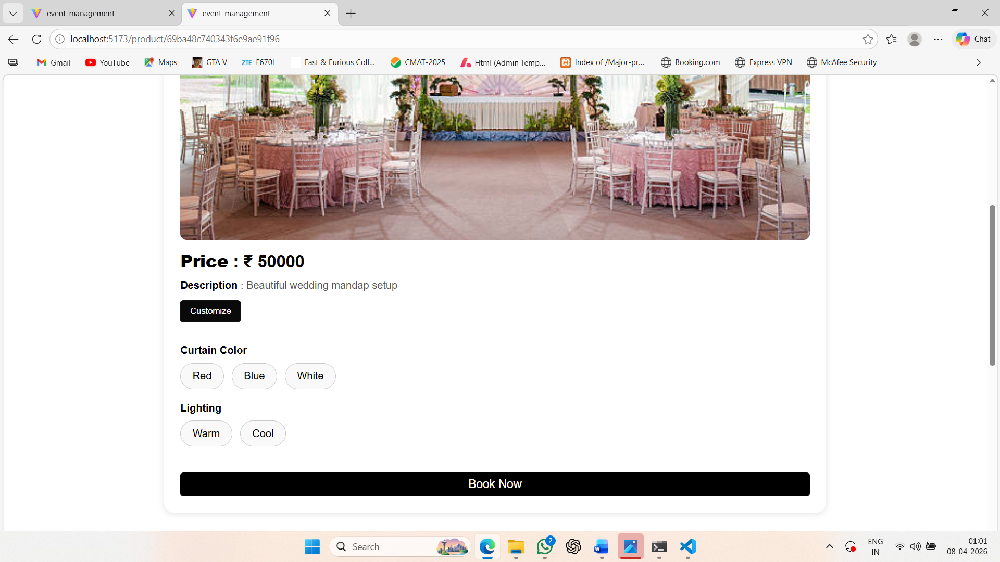 event-management
event-management
localhost:5173/product/69ba48c740343f6e9ae91f96
Chat
Gmail
YouTube
Maps
GTA V
ZTE F670L
Fast & Furious Coll...
CMAT-2025
Html (Admin Temp...
Index of /Major-pr...
Booking.com
Express VPN
McAfee Security
Price : ₹ 50000
Description : Beautiful wedding mandap setup
Customize
Curtain Color
Red Blue White
Lighting
Warm Cool
Book Now
Search
2
W
ENG
IN
01:01
08-04-2026